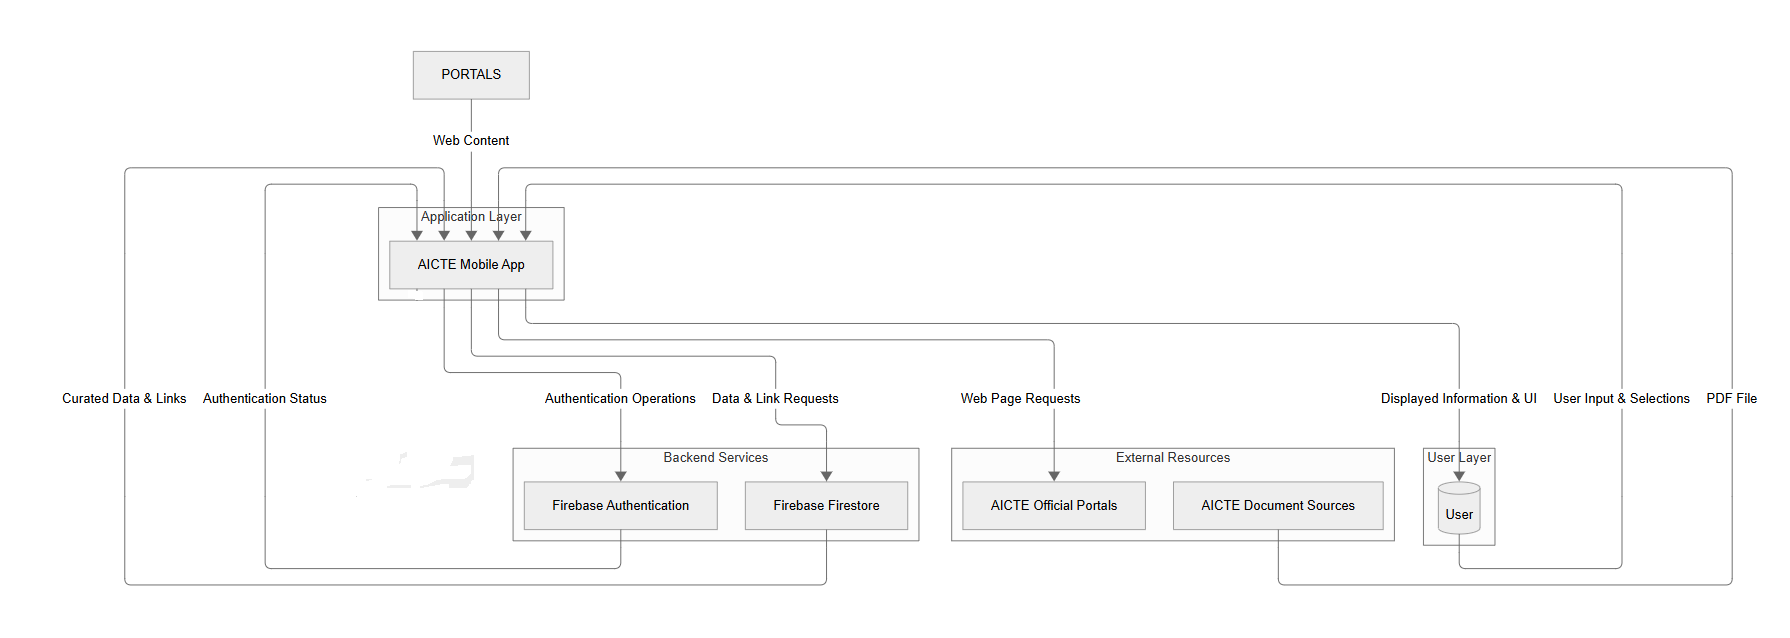 PORTALS
Web Content
Application Layer
AICTE Mobile App
Curated Data & Links
Authentication Status
Authentication Operations
Data & Link Requests
Web Page Requests
Displayed Information & UI
User Input & Selections
PDF File
Backend Services
External Resources
User Layer
Firebase Authentication
Firebase Firestore
AICTE Official Portals
AICTE Document Sources
User